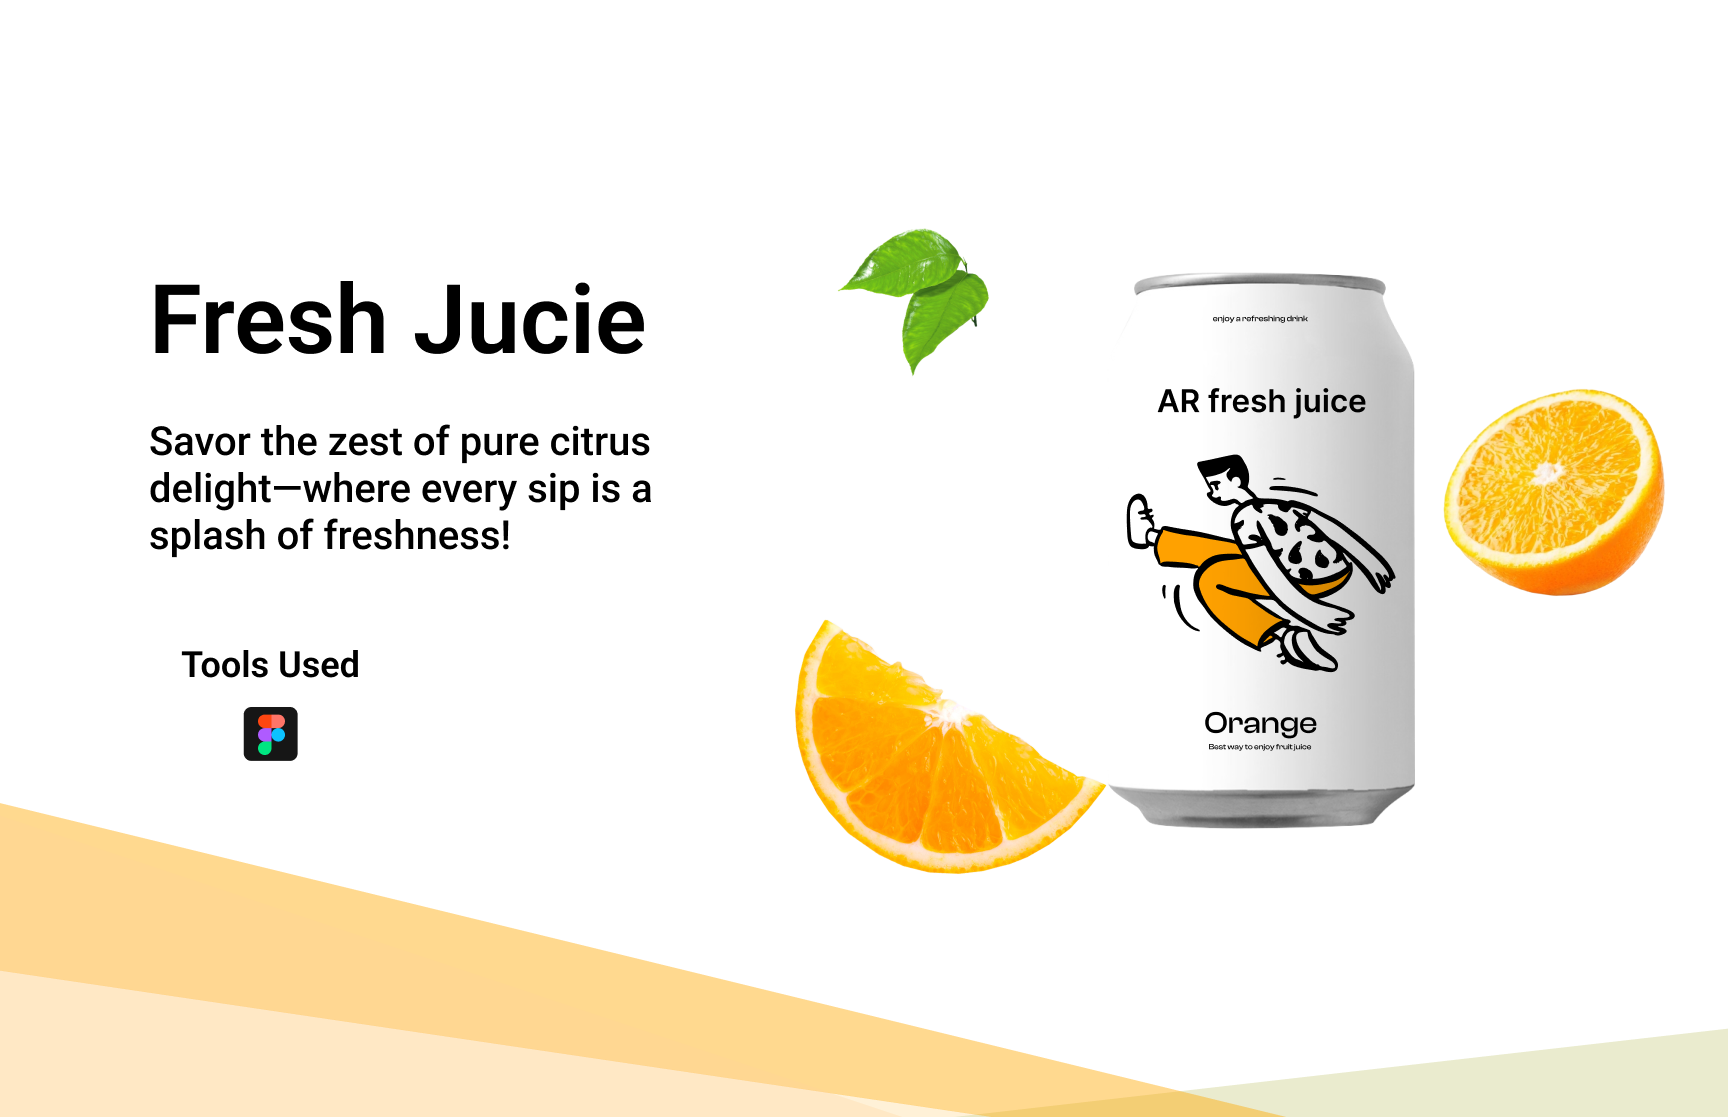 Fresh Jucie
Savor the zest of pure citrus
delight—where every sip is a
splash of freshness!
Tools Used
enjoy a refreshing drink
AR fresh juice
Orange
Best way to enjoy fruit juice